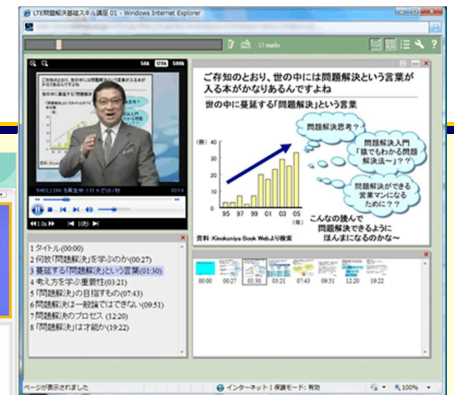 LTE問題解決基礎スキル講座 01 - Windows Internet Explorer
56k 128k 500k
ご存知のとおり、世の中には問題解決という言葉が
入る本がかなりあるんですよね
世の中に蔓延する「問題解決」という言葉
(冊)
40
30
20
10
0
95 97 99 01 03 05
(年)
問題解決思考?
問題解決入門
「誰でもわかる問題
解決法~」??
問題解決ができる
営業マンになる
ために??
こんなの読んで
問題解決できるように
ほんまになるのかな~
資料 Kinokuniya Book Webより検索
1 タイトル(00:00)
2 何故「問題解決」を学ぶのか(00:27)
3 蔓延する「問題解決」という言葉(01:30)
4 考え方を学ぶ重要性(03:21)
5 「問題解決」の目指すもの(07:43)
6 問題解決は一般論ではできない(09:51)
7 問題解決のプロセス (12:20)
8 「問題解決」は才能か(19:22)
00:00 00:27 01:30 03:21 07:43 09:51 12:20 19:22
ページが表示されました
インターネット | 保護モード: 有効
100%